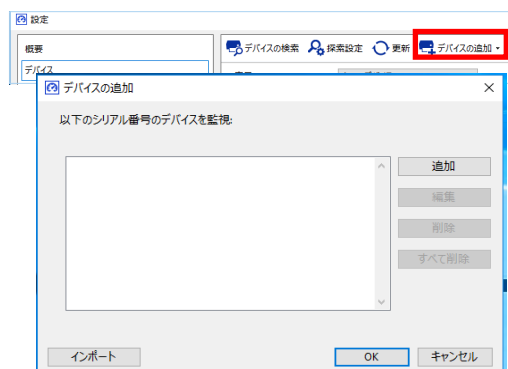 設定
概要
デバイスの検索 探索設定 更新 デバイスの追加
デバイス
デバイスの追加
以下のシリアル番号のデバイスを監視:
追加
編集
削除
すべて削除
インポート OK キャンセル